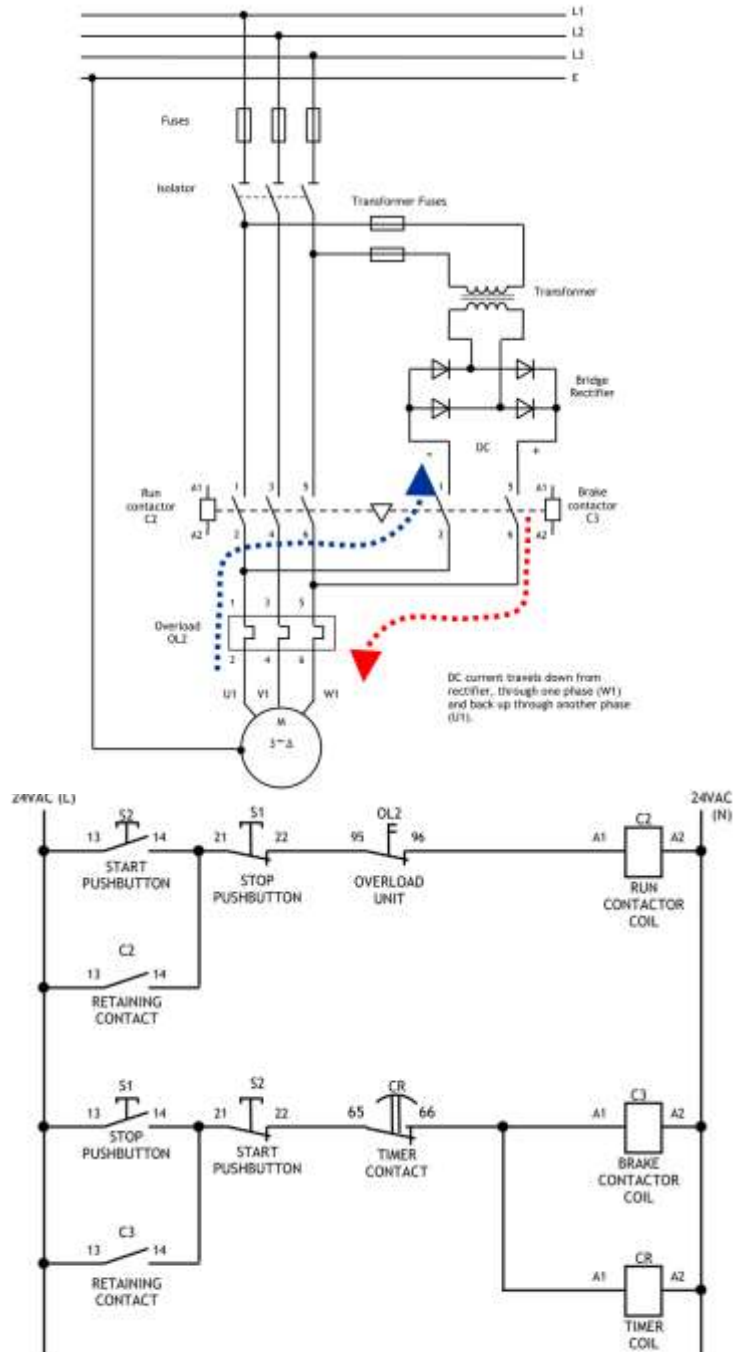 L1
L2
L3
E
Fuses
Isolator
Transformer Fuses
Transformer
Bridge
Rectifier
DC
- +
Run
contactor
C2
A1
A2
1 3 5
2 4 6
1 5
2 6
A1
A2
Brake
contactor
C3
Overload
OL2
1 3 5
2 4 6
U1 V1 W1
M
3~Δ
DC current travels down from
rectifier, through one phase (W1)
and back up through another phase
(U1).
24VAC (L)
24VAC
(N)
S2
13 14
START
PUSHBUTTON
S1
21 22
STOP
PUSHBUTTON
OL2
95 96
OVERLOAD
UNIT
C2
A1 A2
RUN
CONTACTOR
COIL
C2
13 14
RETAINING
CONTACT
S1
13 14
STOP
PUSHBUTTON
S2
21 22
START
PUSHBUTTON
CR
65 66
TIMER
CONTACT
C3
A1 A2
BRAKE
CONTACTOR
COIL
C3
13 14
RETAINING
CONTACT
CR
A1 A2
TIMER
COIL